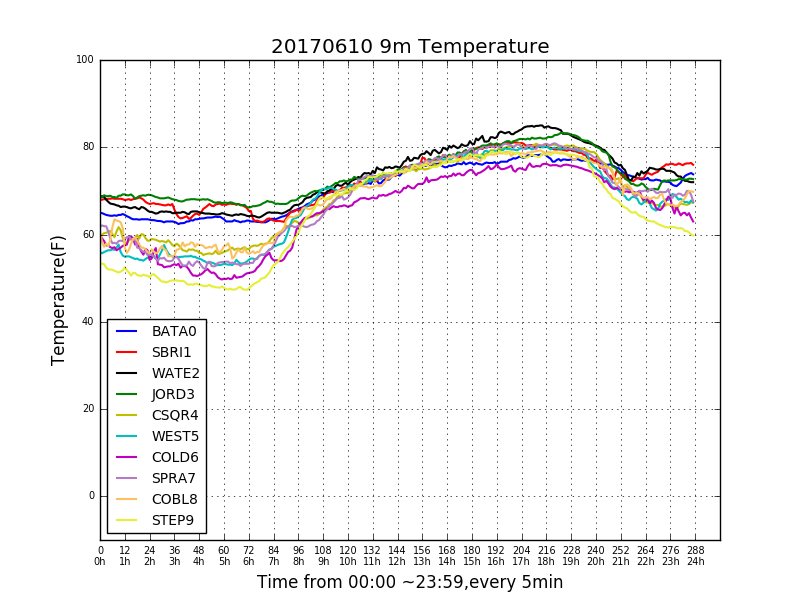 20170610 9m Temperature
Temperature(F)
100
80
60
40
20
0
BATA0
SBRI1
WATE2
JORD3
CSQR4
WEST5
COLD6
SPRA7
COBL8
STEP9
0 12 24 36 48 60 72 84 96 108 120 132 144 156 168 180 192 204 216 228 240 252 264 276 288
0h 1h 2h 3h 4h 5h 6h 7h 8h 9h 10h 11h 12h 13h 14h 15h 16h 17h 18h 19h 20h 21h 22h 23h 24h
Time from 00:00 ~23:59,every 5min